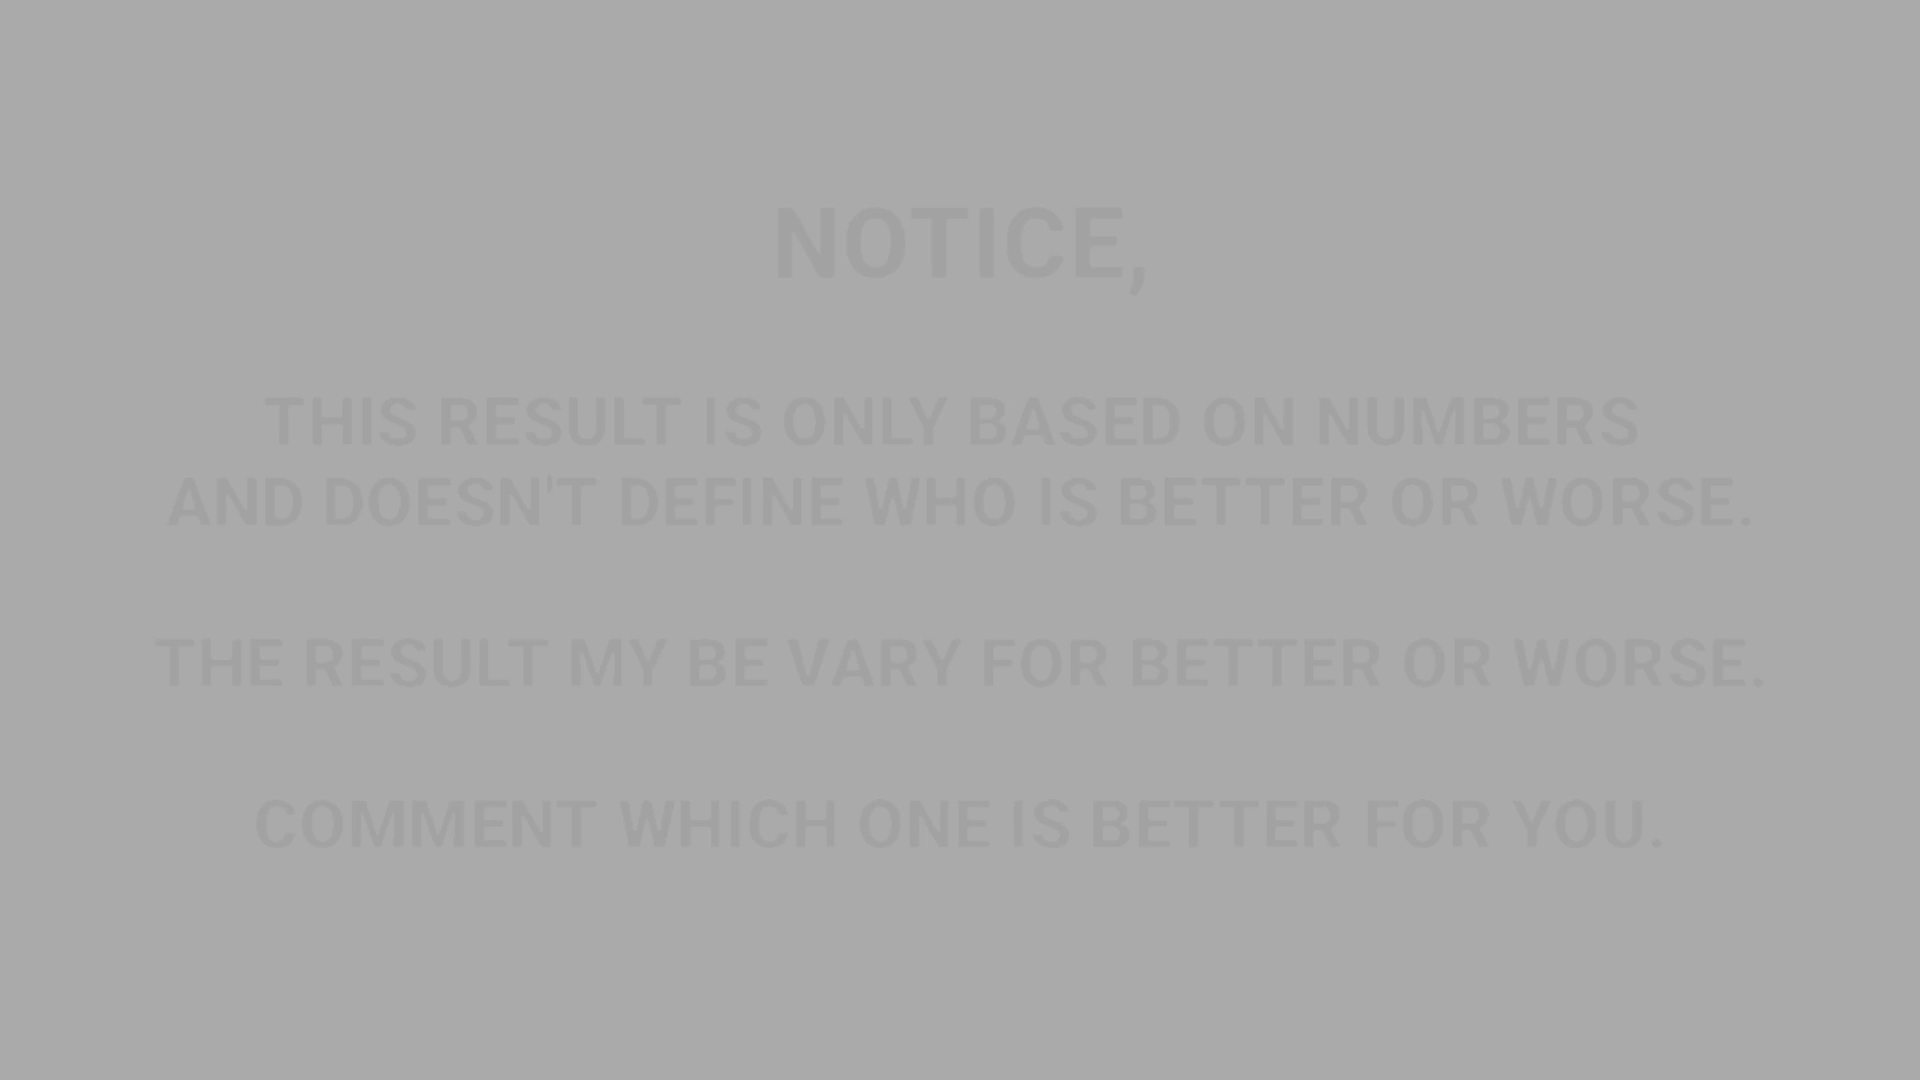 NOTICE,
THIS RESULT IS ONLY BASED ON NUMBERS
AND DOESN'T DEFINE WHO IS BETTER OR WORSE.
THE RESULT MY BE VARY FOR BETTER OR WORSE.
COMMENT WHICH ONE IS BETTER FOR YOU.